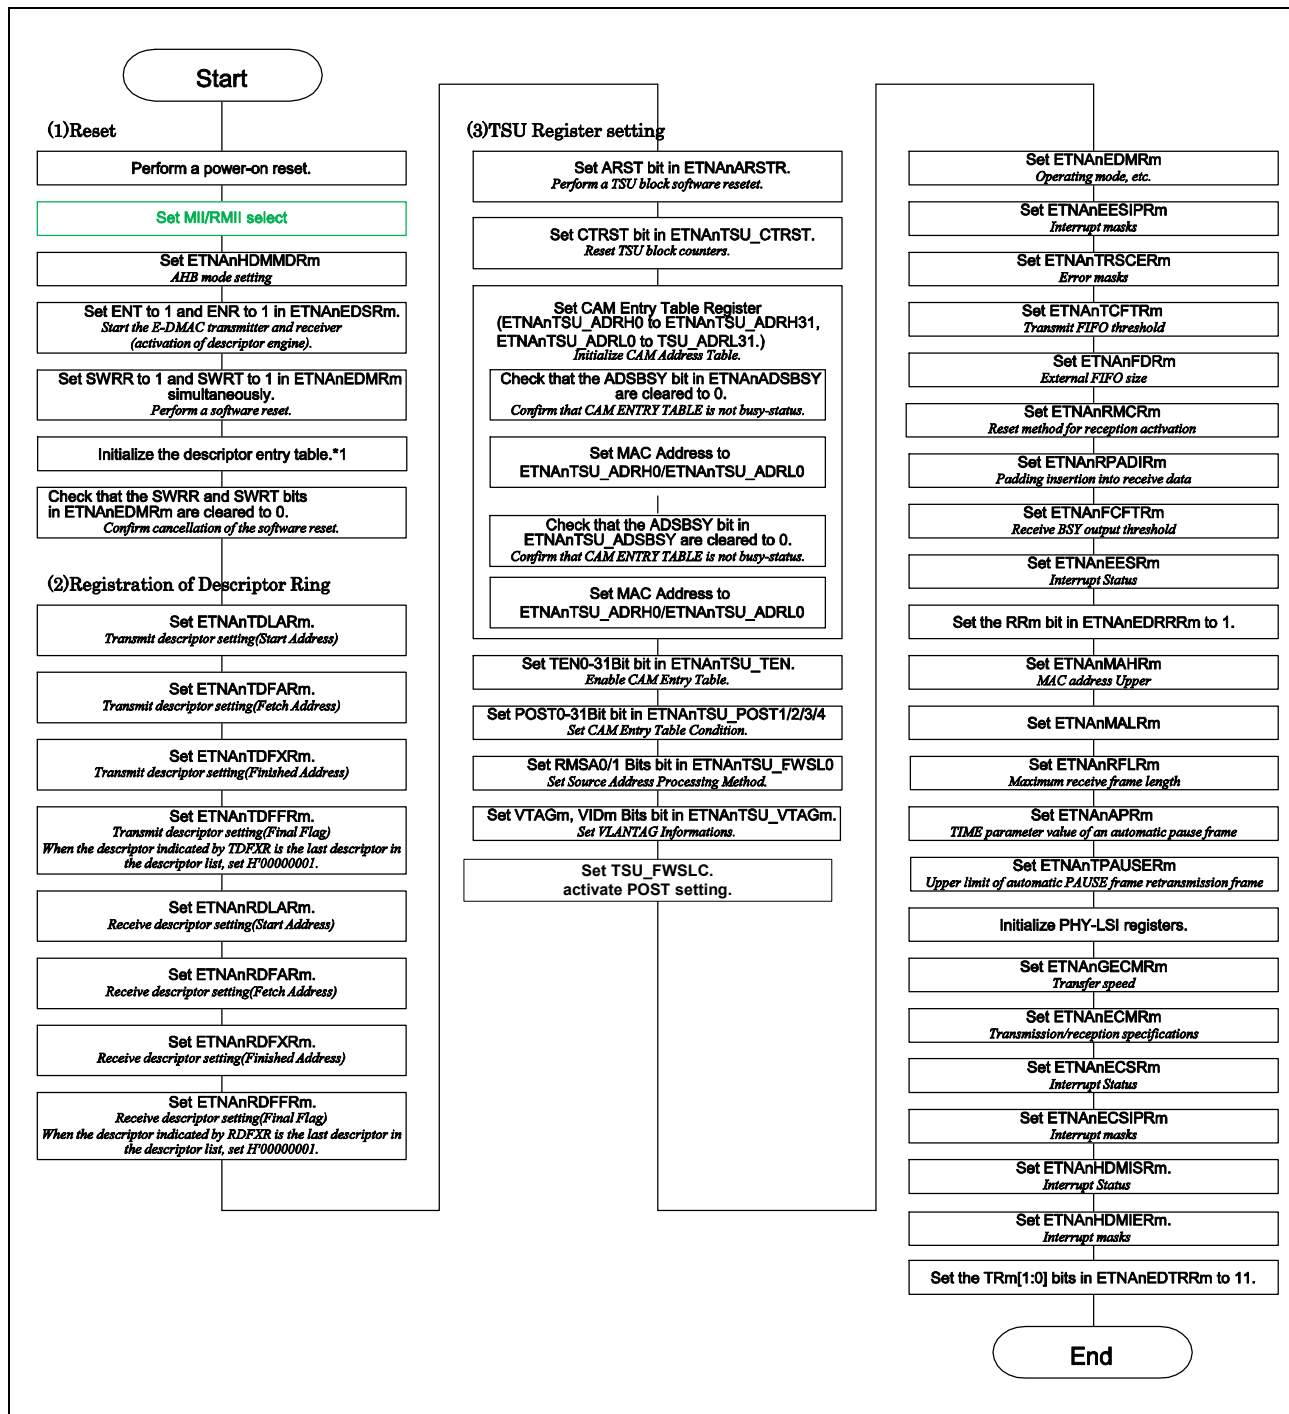 Start
(1)Reset
Perform a power-on reset.
Set MII/RMII select
Set ETNAnHDMMDRm
AHB mode setting
Set ENT to 1 and ENR to 1 in ETNAnEDSRm.
Start the E-DMAC transmitter and receiver
(activation of descriptor engine).
Set SWRR to 1 and SWRT to 1 in ETNAnEDMRm
simultaneously.
Perform a software reset.
Initialize the descriptor entry table.*1
Check that the SWRR and SWRT bits
in ETNAnEDMRm are cleared to 0.
Confirm cancellation of the software reset.
(2)Registration of Descriptor Ring
Set ETNAnTDLARm.
Transmit descriptor setting(Start Address)
Set ETNAnTDFARm.
Transmit descriptor setting(Fetch Address)
Set ETNAnTDFXRm.
Transmit descriptor setting(Finished Address)
Set ETNAnTDFFRm.
Transmit descriptor setting(Final Flag)
When the descriptor indicated by TDFXR is the last descriptor in
the descriptor list, set H'00000001.
Set ETNAnRDLARm.
Receive descriptor setting(Start Address)
Set ETNAnRDFARm.
Receive descriptor setting(Fetch Address)
Set ETNAnRDFXRm.
Receive descriptor setting(Finished Address)
Set ETNAnRDFFRm.
Receive descriptor setting(Final Flag)
When the descriptor indicated by RDFXR is the last descriptor in
the descriptor list, set H'00000001.
(3)TSU Register setting
Set ARST bit in ETNAnARSTR.
Perform a TSU block software resetet.
Set CTRST bit in ETNAnTSU_CTRST.
Reset TSU block counters.
Set CAM Entry Table Register
(ETNAnTSU_ADRH0 to ETNAnTSU_ADRH31,
ETNAnTSU_ADRL0 to TSU_ADRL31.)
Initialize CAM Address Table.
Check that the ADSBSY bit in ETNAnADSBSY
are cleared to 0.
Confirm that CAM ENTRY TABLE is not busy-status.
Set MAC Address to
ETNAnTSU_ADRH0/ETNAnTSU_ADRL0
Check that the ADSBSY bit in
ETNAnTSU_ADSBSY are cleared to 0.
Confirm that CAM ENTRY TABLE is not busy-status.
Set MAC Address to
ETNAnTSU_ADRH0/ETNAnTSU_ADRL0
Set TEN0-31Bit bit in ETNAnTSU_TEN.
Enable CAM Entry Table.
Set POST0-31Bit bit in ETNAnTSU_POST1/2/3/4
Set CAM Entry Table Condition.
Set RMSA0/1 Bits bit in ETNAnTSU_FWSL0
Set Source Address Processing Method.
Set VTAGm, VIDm Bits bit in ETNAnTSU_VTAGm.
Set VLANTAG Informations.
Set TSU_FWSLC.
activate POST setting.
Set ETNAnEDMRm
Operating mode, etc.
Set ETNAnEESIPRm
Interrupt masks
Set ETNAnTRSCERm
Error masks
Set ETNAnTCFTRm
Transmit FIFO threshold
Set ETNAnFDRm
External FIFO size
Set ETNAnRMCRm
Reset method for reception activation
Set ETNAnRPADIRm
Padding insertion into receive data
Set ETNAnFCFTRm
Receive BSY output threshold
Set ETNAnEESRm
Interrupt Status
Set the RRm bit in ETNAnEDRRRm to 1.
Set ETNAnMAHRm
MAC address Upper
Set ETNAnMALRm
Set ETNAnRFLRm
Maximum receive frame length
Set ETNAnAPRm
TIME parameter value of an automatic pause frame
Set ETNAnTPAUSERm
Upper limit of automatic PAUSE frame retransmission frame
Initialize PHY-LSI registers.
Set ETNAnGECMRm
Transfer speed
Set ETNAnECMRm
Transmission/reception specifications
Set ETNAnECSRm
Interrupt Status
Set ETNAnECSIPRm
Interrupt masks
Set ETNAnHDMISRm.
Interrupt Status
Set ETNAnHDMIERm.
Interrupt masks
Set the TRm[1:0] bits in ETNAnEDTRRm to 11.
End